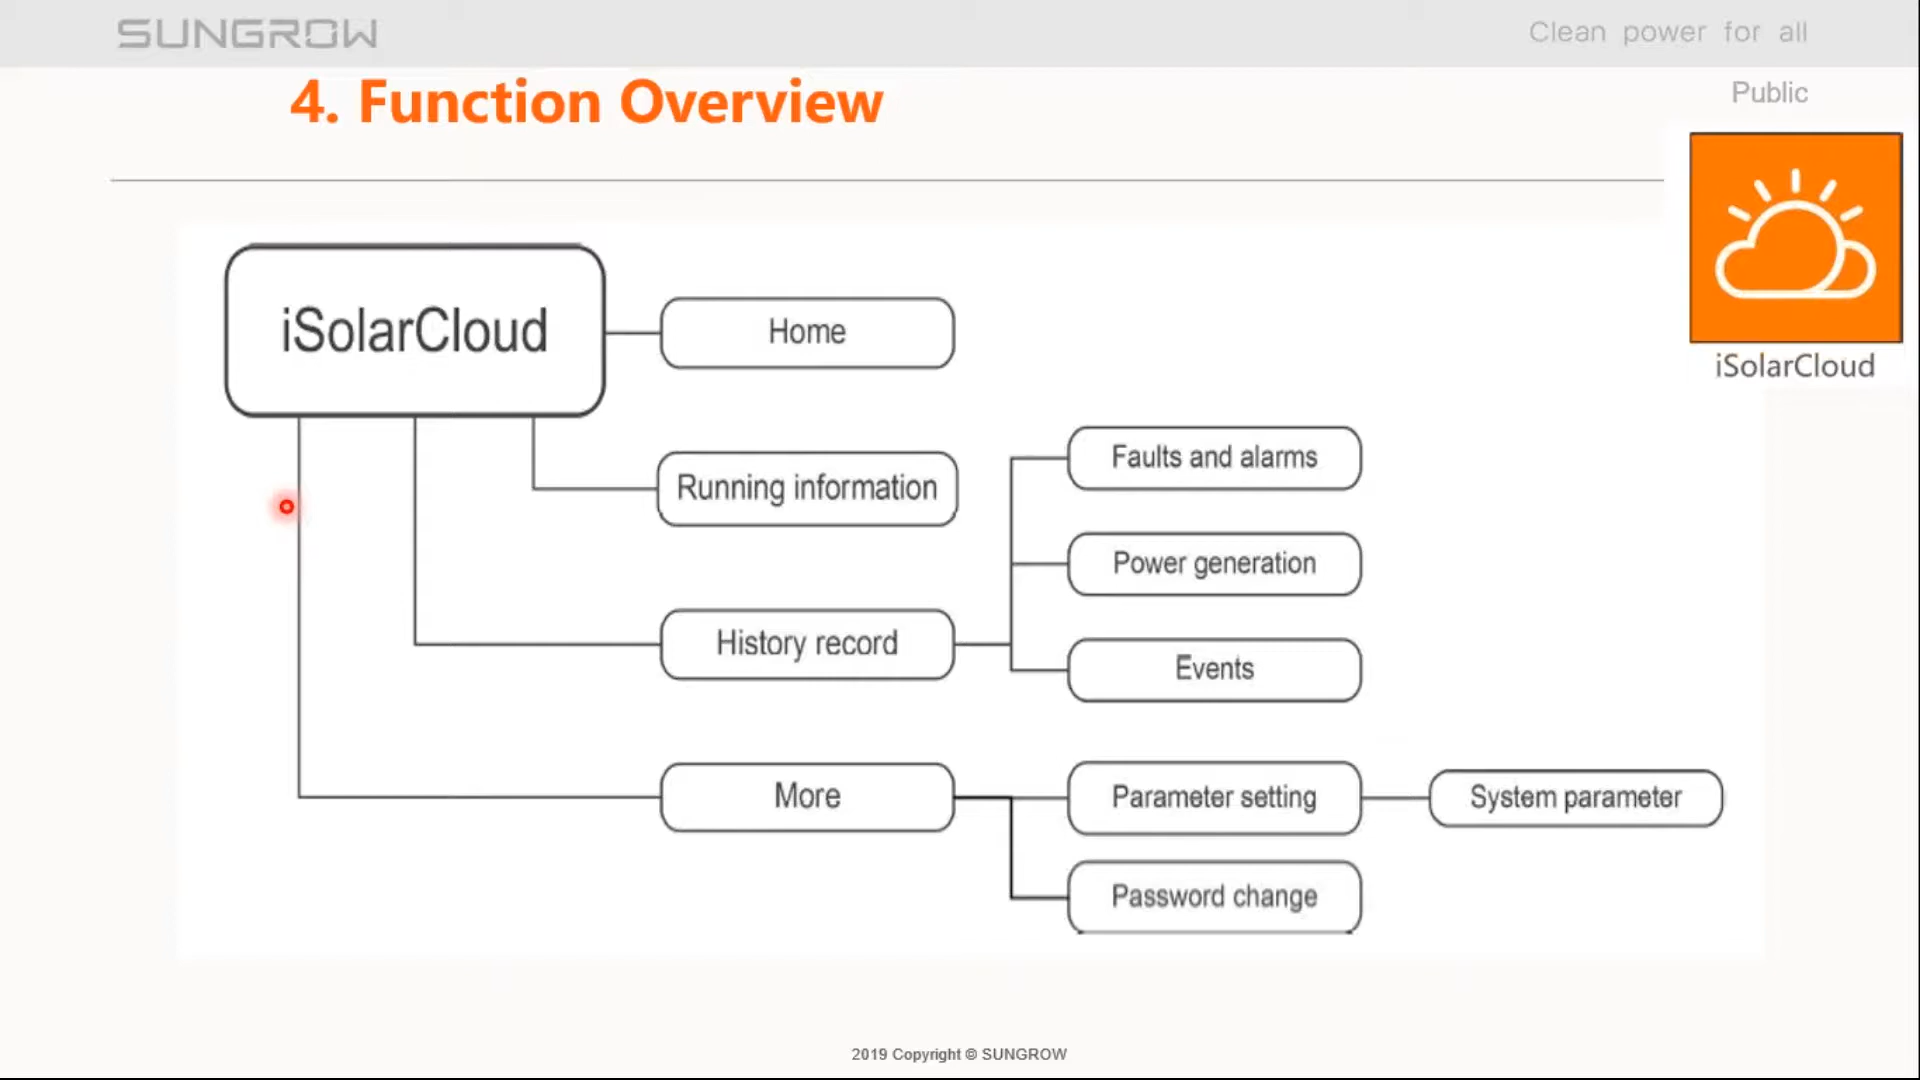 SUNGROW
Clean power for all
4. Function Overview
Public
iSolarCloud
iSolarCloud
Home
Running information
Faults and alarms
Power generation
History record
Events
More
Parameter setting
System parameter
Password change
2019 Copyright © SUNGROW